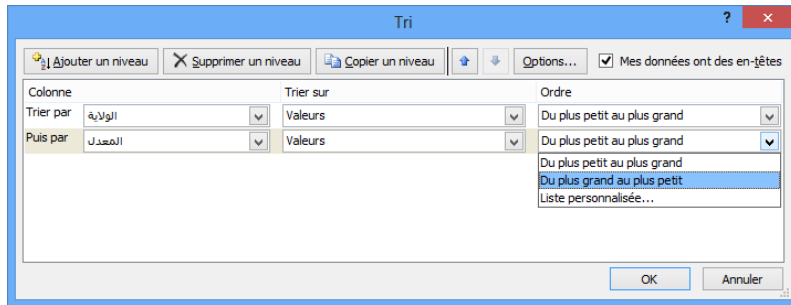 Tri
Ajouter un niveau Supprimer un niveau Copier un niveau Options... Mes données ont des en-têtes
Colonne Trier sur Ordre
Trier par الولاية Valeurs Du plus petit au plus grand
Puis par المعدل Valeurs Du plus petit au plus grand
Du plus petit au plus grand
Du plus grand au plus petit
Liste personnalisée...
OK Annuler